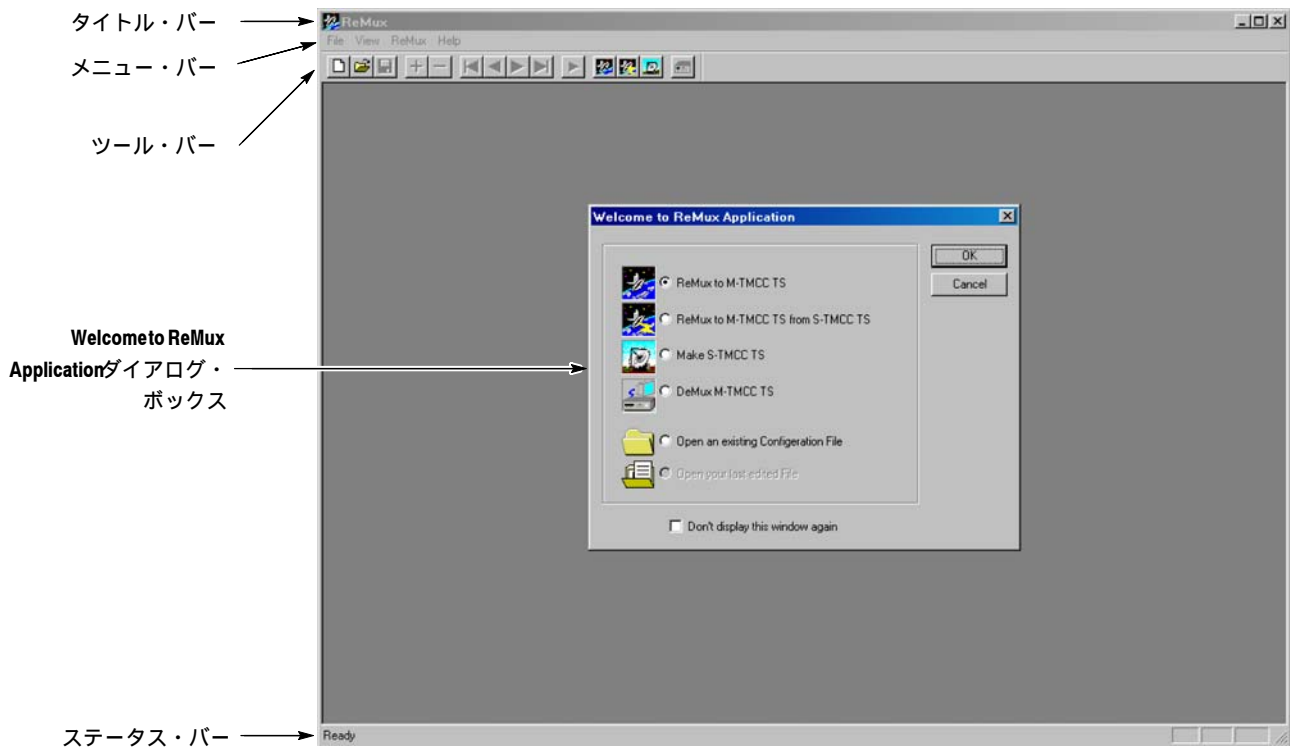 タイトル・バー
ReMux
File View ReMux Help
メニュー・バー
ツール・バー
Welcome to ReMux Application
OK
ReMux to M-TMCC TS
Cancel
ReMux to M-TMCC TS from S-TMCC TS
Welcometo ReMux
Applicationダイアログ・
ボックス
Make S-TMCC TS
DeMux M-TMCC TS
Open an existing Configeration File
Open your last edited File
Don't display this window again
ステータス・バー
Ready